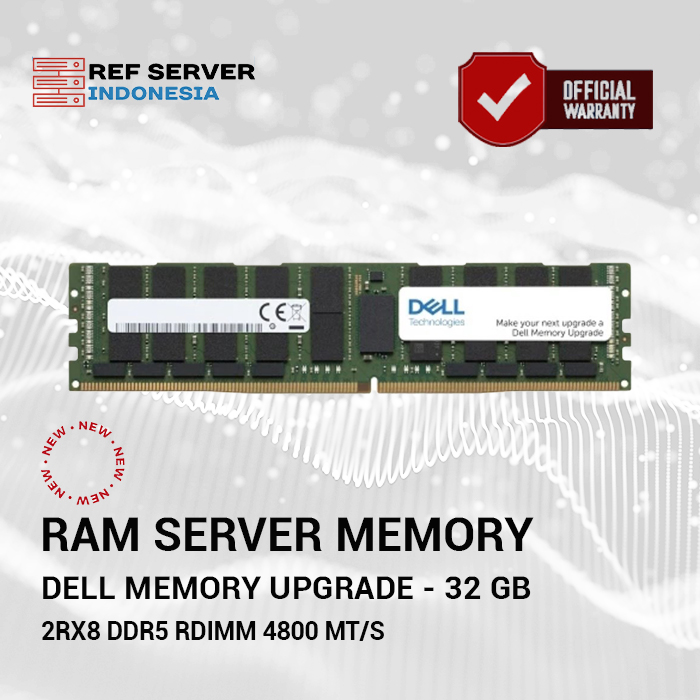 REF SERVER
INDONESIA
OFFICIAL
WARRANTY
CE
DELL
Technologies
Make your next upgrade a
Dell Memory Upgrade
NEW • NEW • NEW • NEW • NEW •
RAM SERVER MEMORY
DELL MEMORY UPGRADE - 32 GB
2RX8 DDR5 RDIMM 4800 MT/S